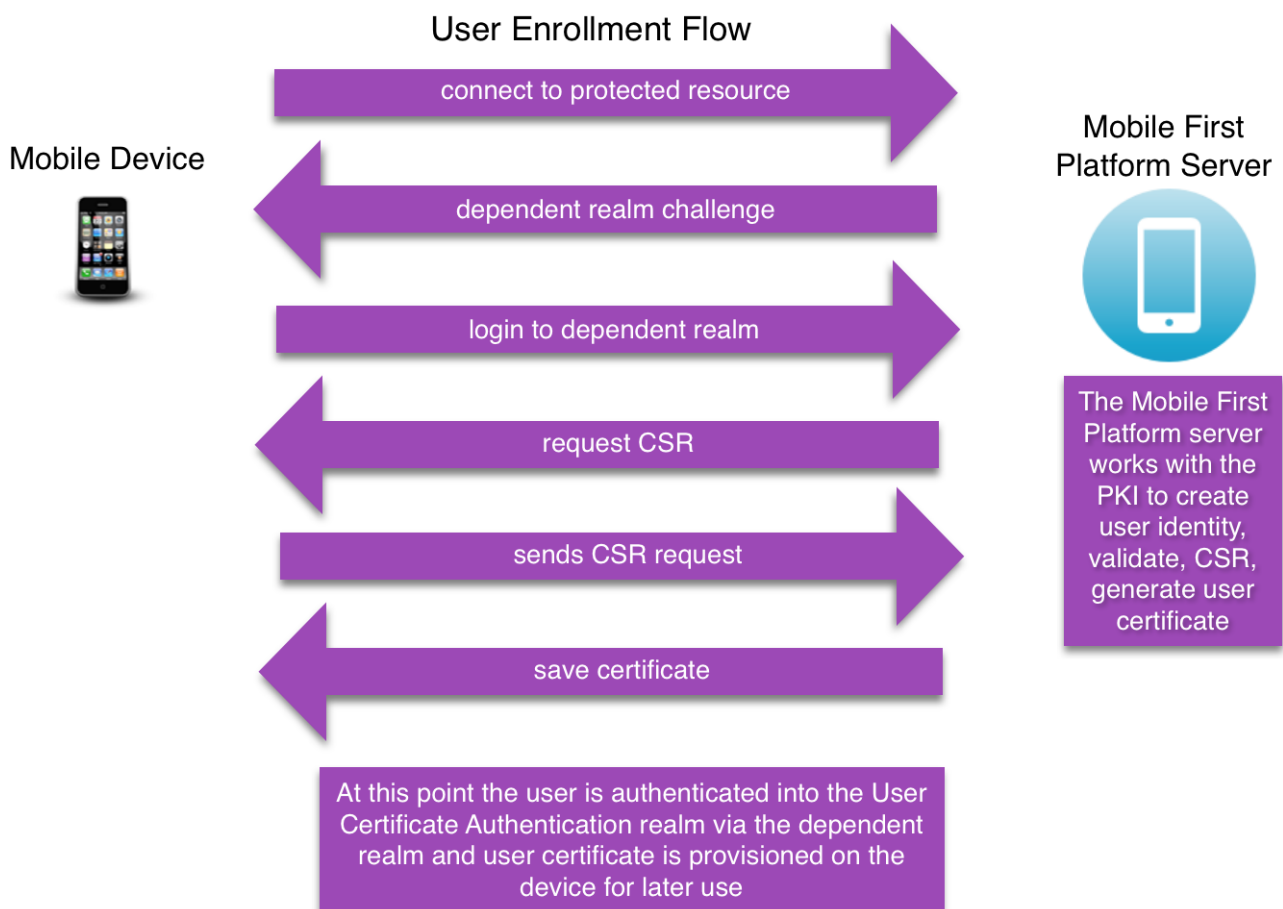 User Enrollment Flow
connect to protected resource
Mobile Device
Mobile First
Platform Server
dependent realm challenge
login to dependent realm
request CSR
sends CSR request
save certificate
The Mobile First
Platform server
works with the
PKI to create
user identity,
validate, CSR,
generate user
certificate
At this point the user is authenticated into the User
Certificate Authentication realm via the dependent
realm and user certificate is provisioned on the
device for later use